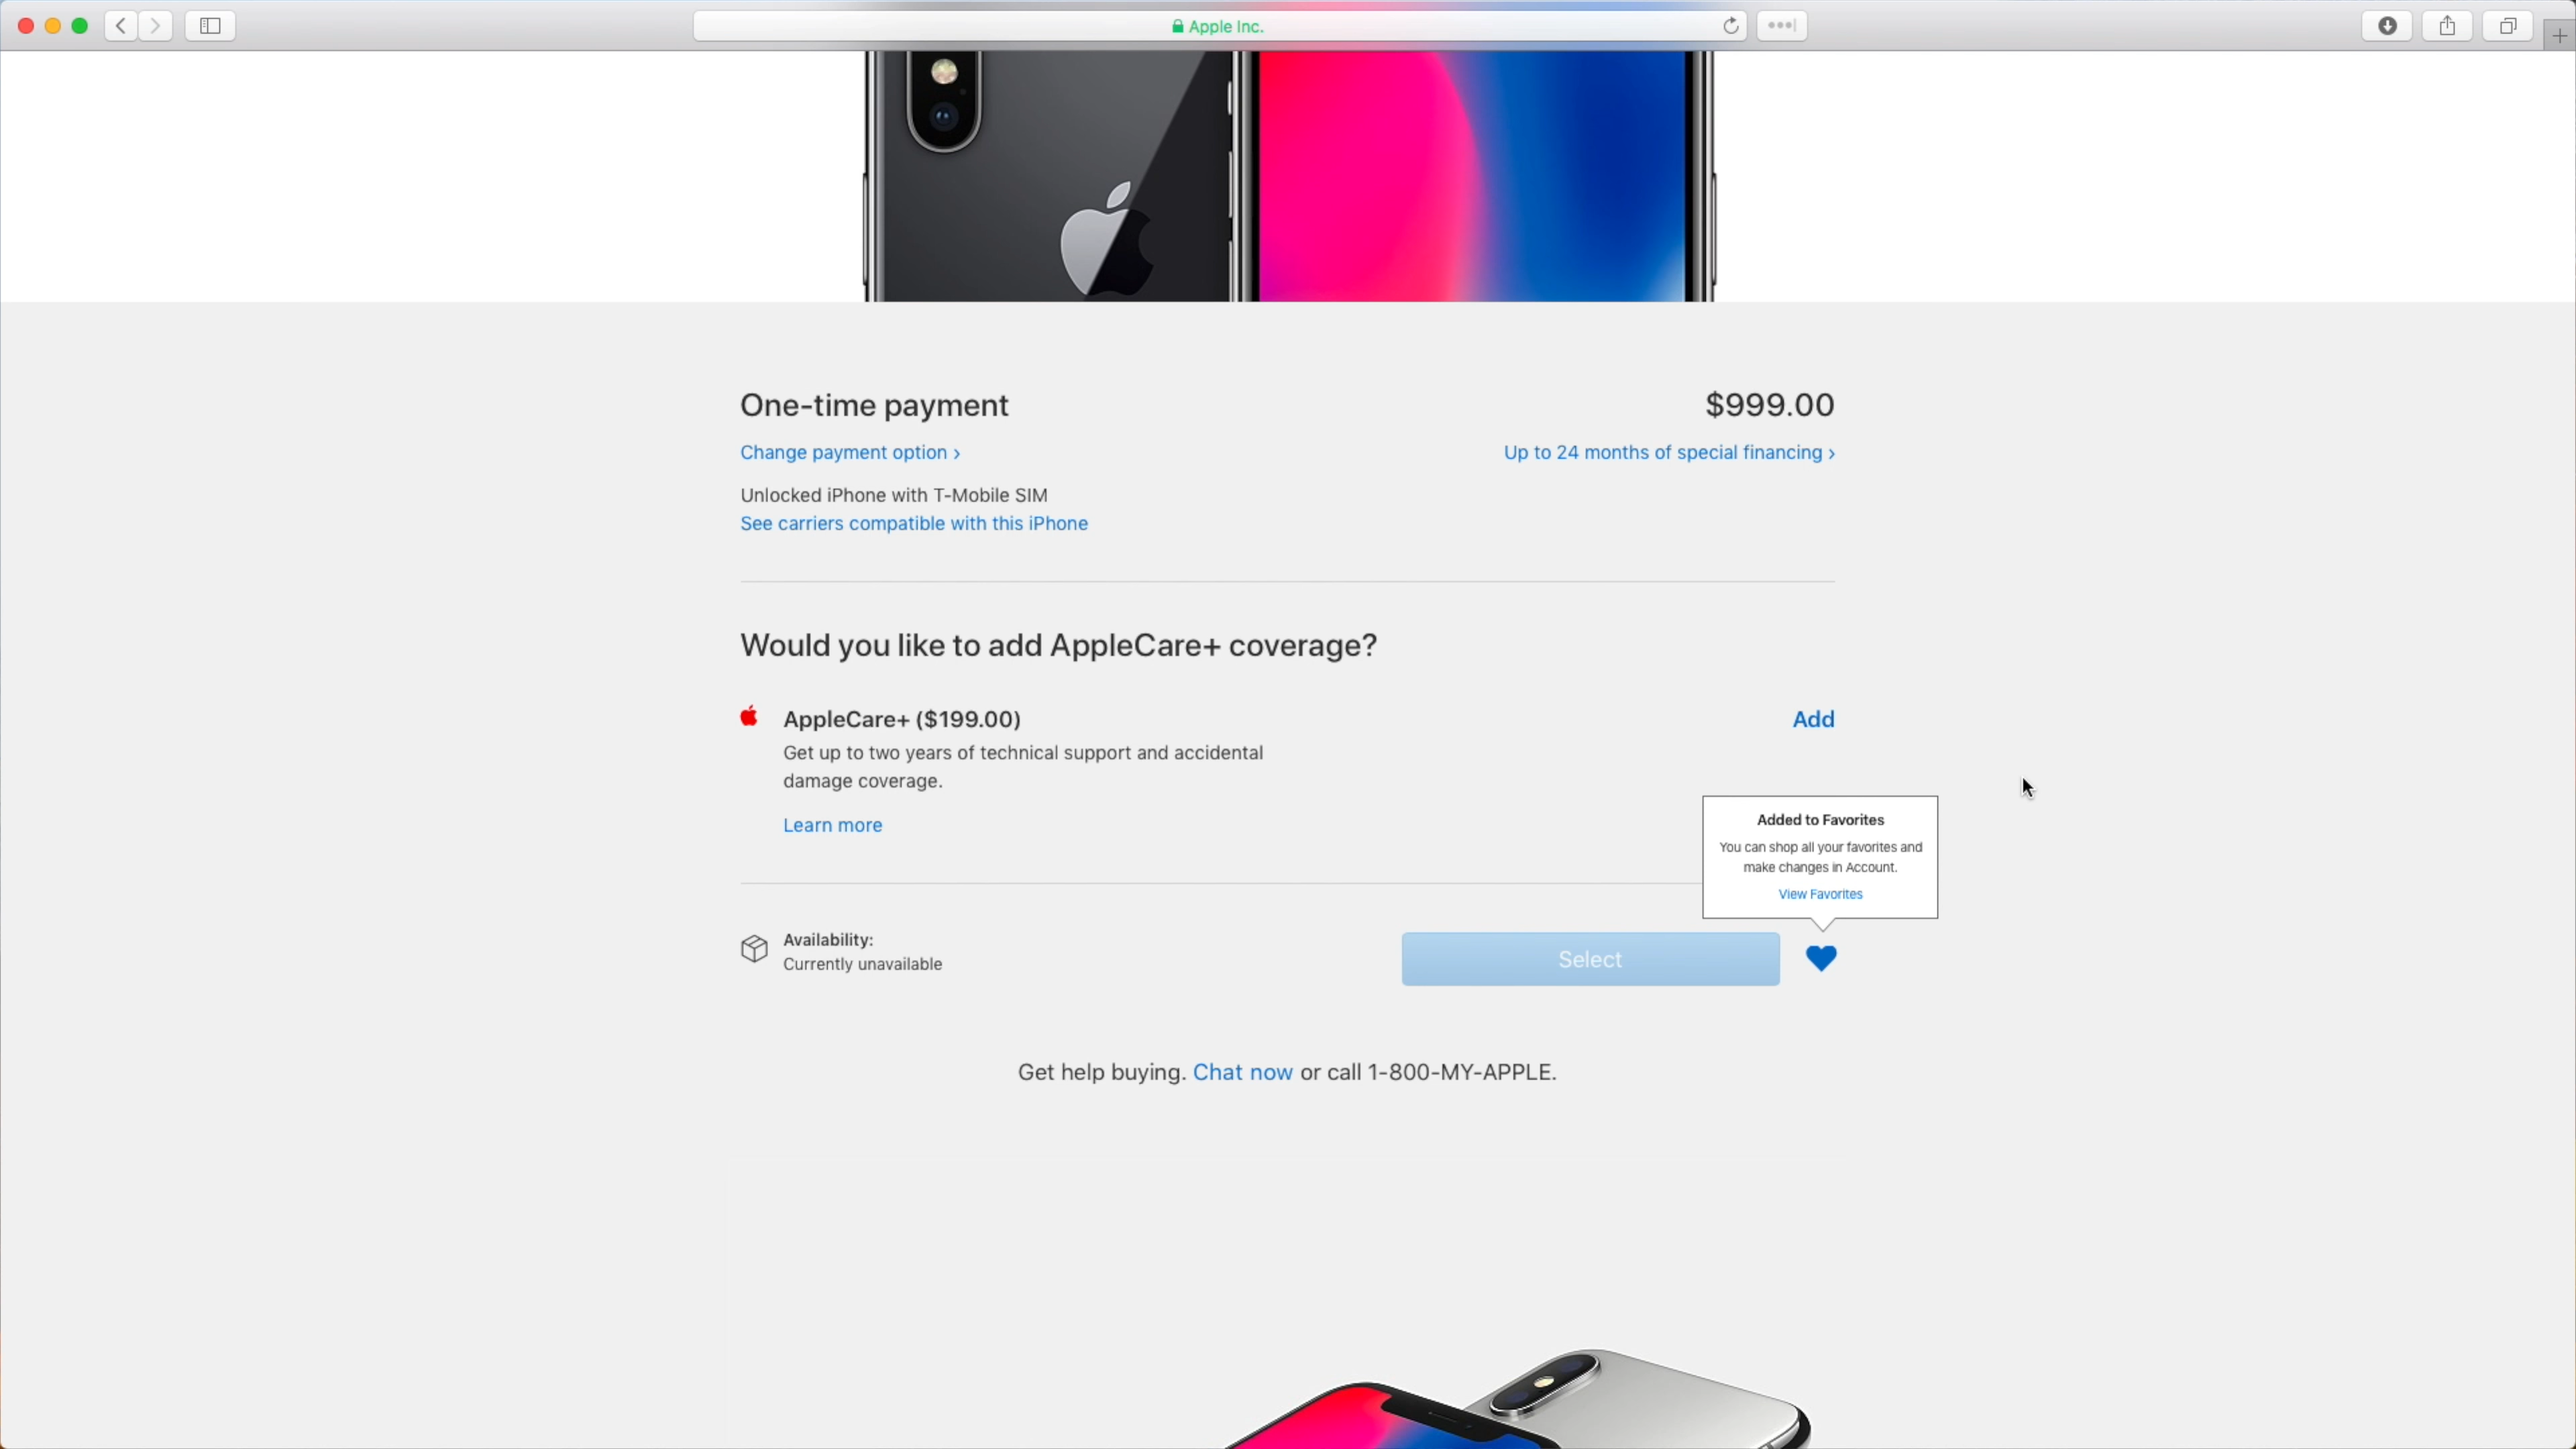 Apple Inc.
One-time payment
$999.00
Change payment option ›
Up to 24 months of special financing ›
Unlocked iPhone with T-Mobile SIM
See carriers compatible with this iPhone
Would you like to add AppleCare+ coverage?
AppleCare+ ($199.00)
Add
Get up to two years of technical support and accidental
damage coverage.
Learn more
Added to Favorites
You can shop all your favorites and
make changes in Account.
View Favorites
Availability:
Currently unavailable
Select
Get help buying. Chat now or call 1-800-MY-APPLE.